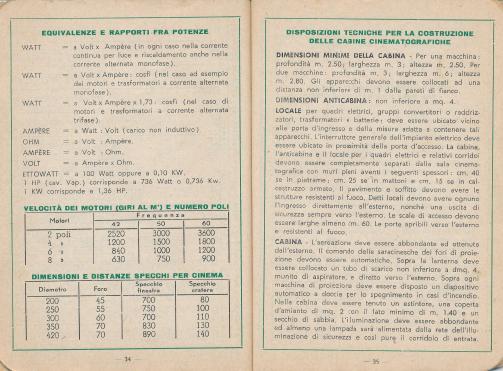 EQUIVALENZE E RAPPORTI FRA POTENZE
WATT = a Volt x Ampère (in ogni caso nella corrente
continua per luce e riscaldamento anche nella
corrente alternata monofase).
WATT = a Volt x Ampère : cosfi (nel caso ad esempio
dei motori e trasformatori a corrente alternata
monofase).
WATT = a Volt x Ampère x 1,73 : cosfi (nel caso di
motori e trasformatori a corrente alternata
trifase).
AMPÈRE = a Watt : Volt (carico non induttivo)
OHM = a Volt : Ampère.
AMPÈRE = a Volt : Ohm.
VOLT = a Ampère x Ohm.
ETTOWATT = a 100 Watt oppure a 0,10 KW.
1 HP (cav. Vap.) corrisponde a 736 Watt o 0,736 Kw.
1 KW corrisponde a 1,36 HP.
VELOCITÀ DEI MOTORI (GIRI AL M') E NUMERO POLI
Motori Frequenza
42 50 60
2 poli 2520 3000 3600
4 » 1200 1500 1800
6 » 840 1000 1200
8 » 630 750 900
DIMENSIONI E DISTANZE SPECCHI PER CINEMA
Diametro Foro Specchio finestra Specchio cratere
200 45 700 80
250 55 750 100
300 60 700 110
350 70 830 130
420 70 890 140
— 34 —
DISPOSIZIONI TECNICHE PER LA COSTRUZIONE
DELLE CABINE CINEMATOGRAFICHE
DIMENSIONI MINIME DELLA CABINA - Per una macchina:
profondità m. 2,50; larghezza m. 3; altezza m. 2,50. Per
due macchine: profondità m. 3; larghezza m. 6; altezza
m. 2,80. Gli apparecchi devono essere collocati ad una
distanza non inferiore di m. 1 dalle pareti di fianco.
DIMENSIONI ANTICABINA: non inferiore a mq. 4.
LOCALE per quadri elettrici, gruppi convertitori o raddriz-
zatori, trasformatori e batterie: deve essere ubicato vicino
alle porta d'ingresso e della misura adatta a contenere tali
apparecchi. L'interruttore generale dell'impianto elettrico deve
essere ubicato in prossimità della porta d'accesso. La cabina,
l'anticabina e il locale per i quadri elettrici e relativi corridoi
devono essere completamente separati dalla sala cinema-
tografica con muri pieni aventi i seguenti spessori: cm. 40
se in pietrame; cm. 25 se in mattoni e cm. 15 se in cal-
cestruzzo armato. Il pavimento e soffitto devono avere le
strutture resistenti al fuoco. Detti locali devono avere ognuno
l'ingresso direttamente all'esterno, nonchè una uscita di
sicurezza sempre verso l'esterno. Le scale di accesso devono
essere larghe almeno m. 60. Le porte apribili verso l'esterno
e resistenti al fuoco.
CABINA - L'aereazione deve essere abbondante ed ottenuta
dall'esterno. Il comando delle saracinesche dei fori di proie-
zione devono essere automatiche. Sopra la lanterna deve
essere collocato un tubo di scarico non inferiore a dmq. 4,
munito di aspiratore, e diretto verso l'esterno. Sopra ogni
macchina di proiezione deve essere disposto un dispositivo
automatico a doccia per lo spegnimento in casi d'incendio.
Nelle cabina deve essere tenuto un estintore, una coperta
d'amianto di mq. 2 con il lato minimo di m. 1.40 e un
secchio di sabbia. L'illuminazione deve essere abbondante
ed almeno una lampada sarà alimentata dalla rete dell'illu-
minazione di sicurezza e così pure il corridoio di entrata.
— 35 —